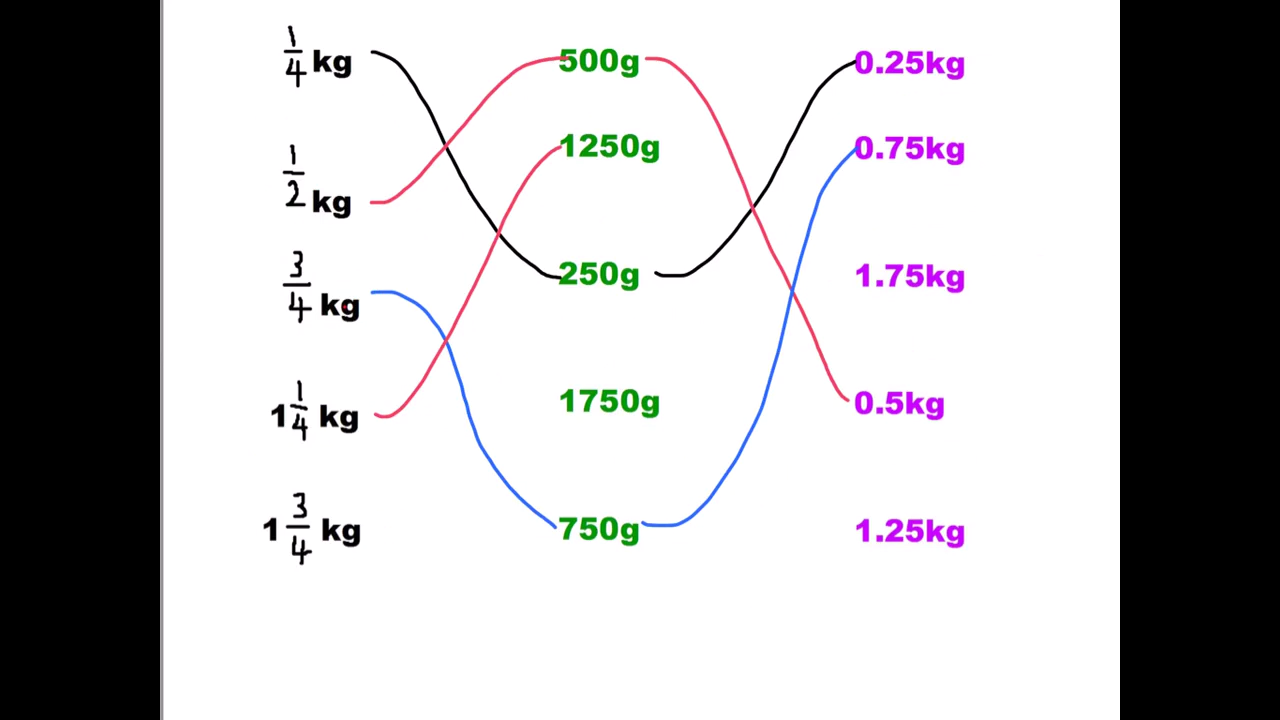 1/4 kg 500g 0.25kg
1/2 kg 1250g 0.75kg
3/4 kg 250g 1.75kg
1 1/4 kg 1750g 0.5kg
1 3/4 kg 750g 1.25kg